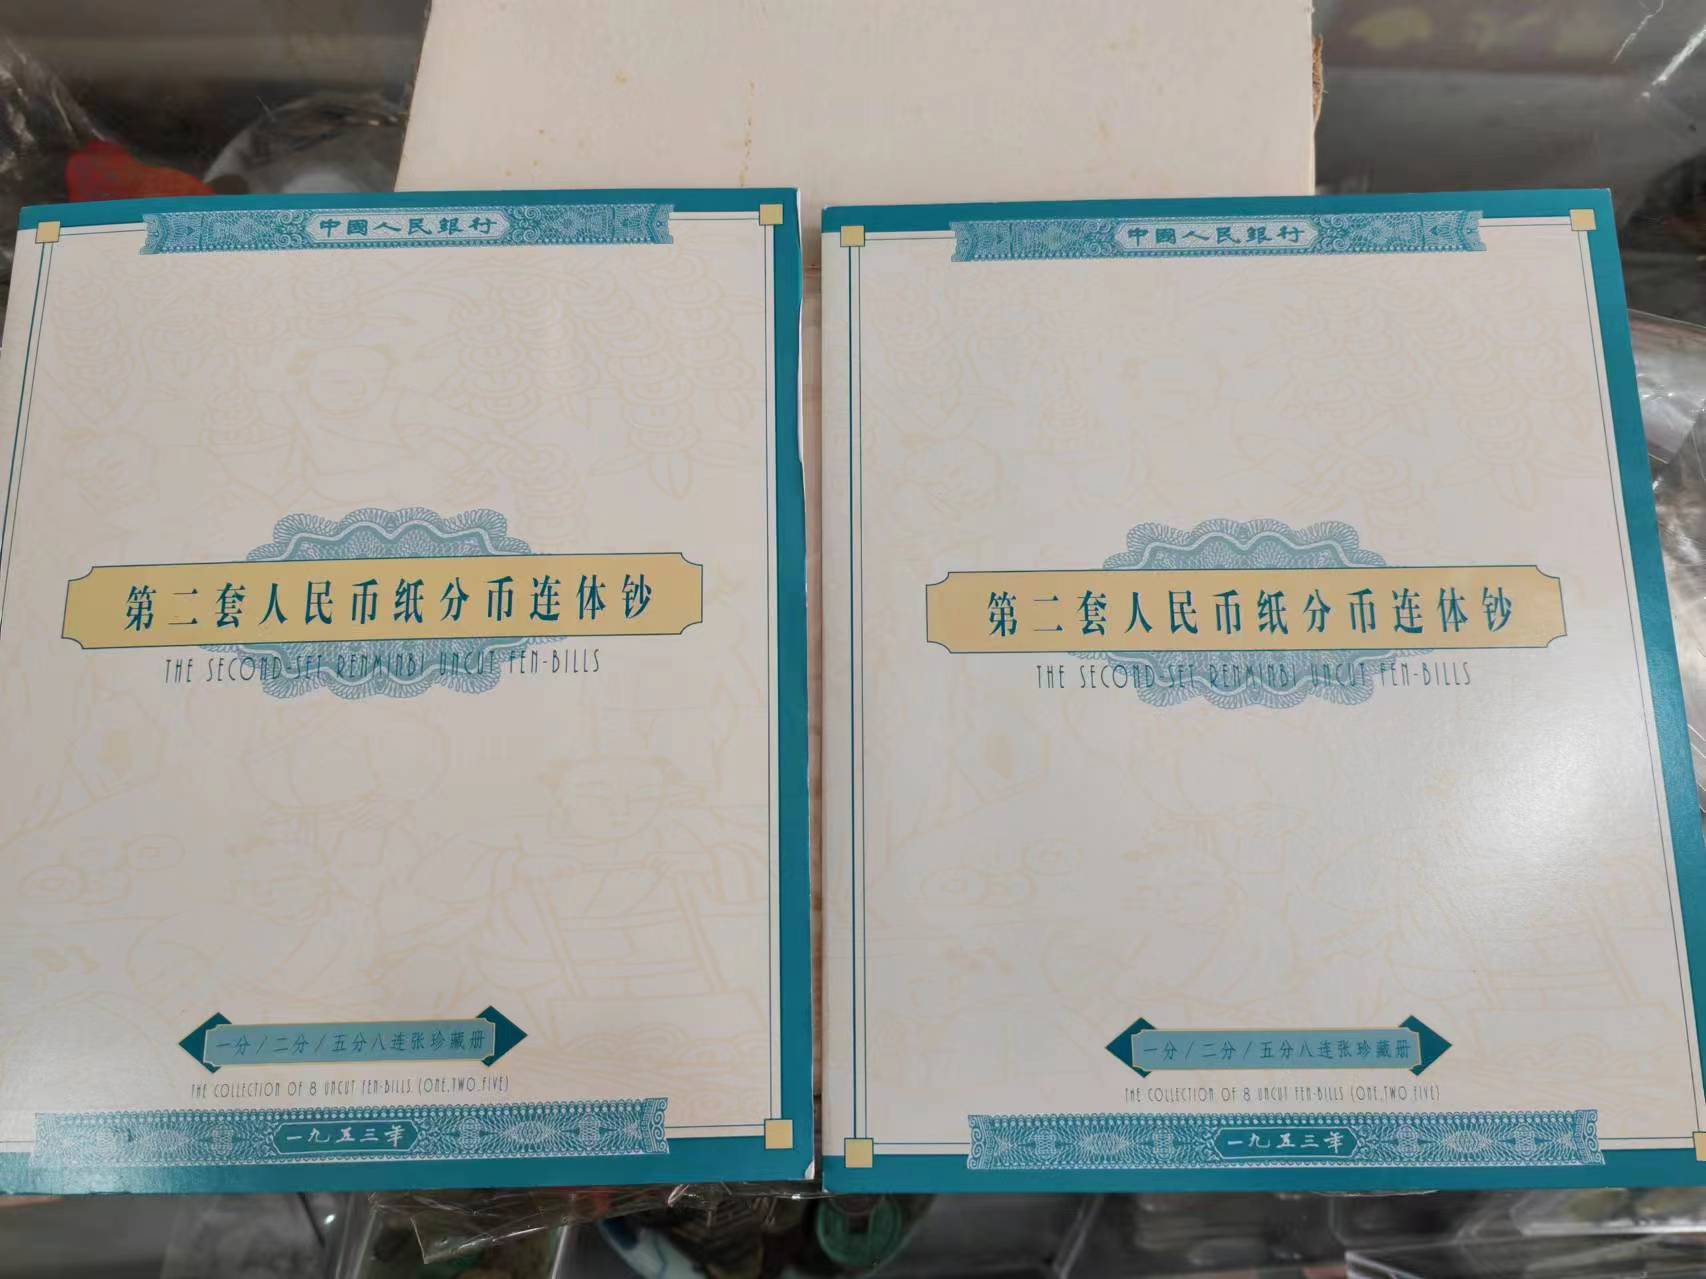 中國人民銀行
第二套人民币纸分币连体钞
THE SECOND-SET RENMINBI UNCUT FEN-BILLS
一分/二分/五分八连张珍藏册
THE COLLECTION OF 8 UNCUT FEN-BILLS (ONE,TWO,FIVE)
一九五三年
中國人民銀行
第二套人民币纸分币连体钞
THE SECOND-SET RENMINBI UNCUT FEN-BILLS
一分/二分/五分八连张珍藏册
THE COLLECTION OF 8 UNCUT FEN-BILLS (ONE,TWO,FIVE)
一九五三年